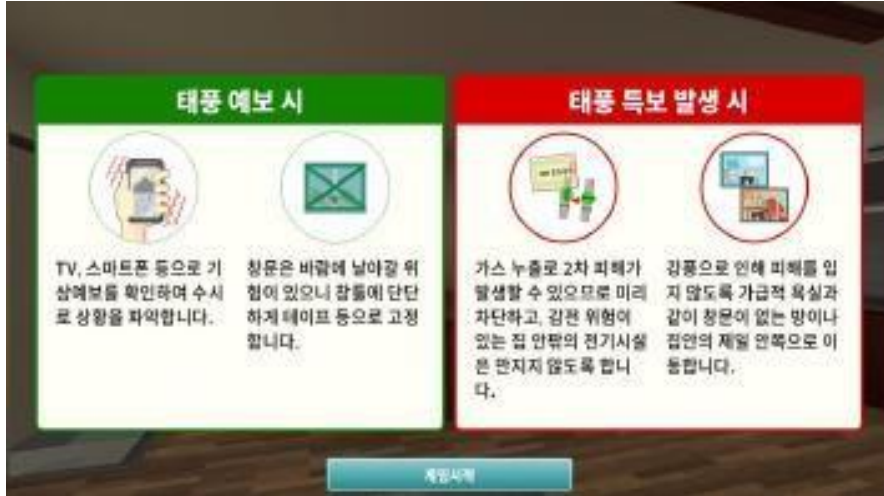 태풍 예보 시
TV, 스마트폰 등으로 기
상예보를 확인하여 수시
로 상황을 파악합니다.
창문은 바람에 날아갈 위
험이 있으니 창틀에 단단
하게 테이프 등으로 고정
합니다.
태풍 특보 발생 시
가스 누출로 2차 피해가
발생할 수 있으므로 미리
차단하고, 감전 위험이
있는 집 안팎의 전기시설
은 만지지 않도록 합니
다.
강풍으로 인해 피해를 입
지 않도록 가급적 욕실과
같이 창문이 없는 방이나
집안의 제일 안쪽으로 이
동합니다.
게임시작